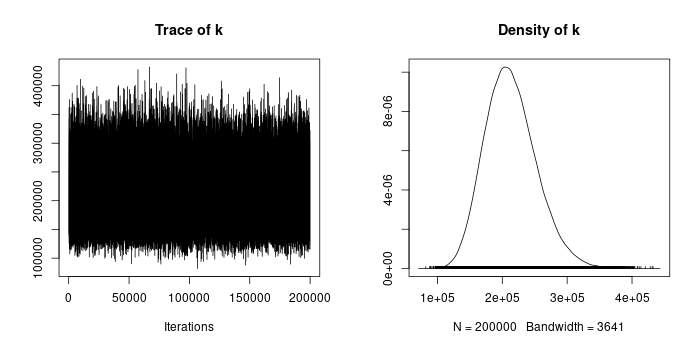 Trace of k
400000
300000
200000
100000
0 50000 100000 150000 200000
Iterations
Density of k
8e-06
4e-06
0e+00
1e+05 2e+05 3e+05 4e+05
N = 200000 Bandwidth = 3641